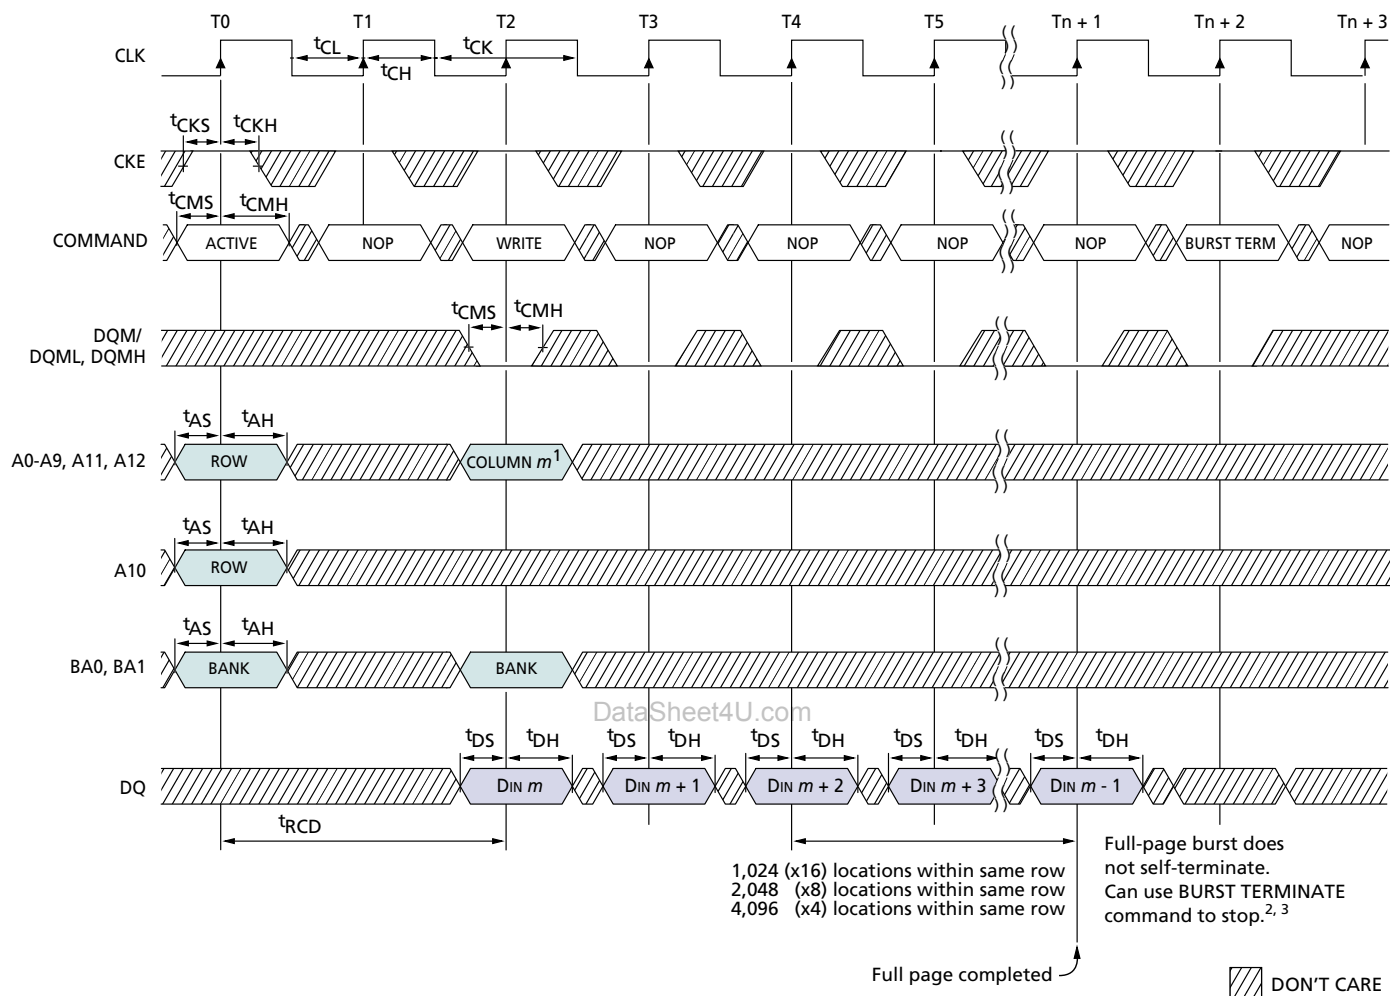 T0 T1 T2 T3 T4 T5 Tn + 1 Tn + 2 Tn + 3
CLK tCL tCH tCK
tCKS tCKH
CKE
tCMS tCMH
COMMAND ACTIVE NOP WRITE NOP NOP NOP NOP BURST TERM NOP
tCMS tCMH
DQM/
DQML, DQMH
tAS tAH
A0-A9, A11, A12 ROW COLUMN m1
tAS tAH
A10 ROW
tAS tAH
BA0, BA1 BANK BANK
DataSheet4U.com
tDS tDH tDS tDH tDS tDH tDS tDH tDS tDH
DQ DIN m DIN m + 1 DIN m + 2 DIN m + 3 DIN m - 1
tRCD
1,024 (x16) locations within same row
2,048 (x8) locations within same row
4,096 (x4) locations within same row
Full-page burst does
not self-terminate.
Can use BURST TERMINATE
command to stop.2, 3
Full page completed
DON'T CARE